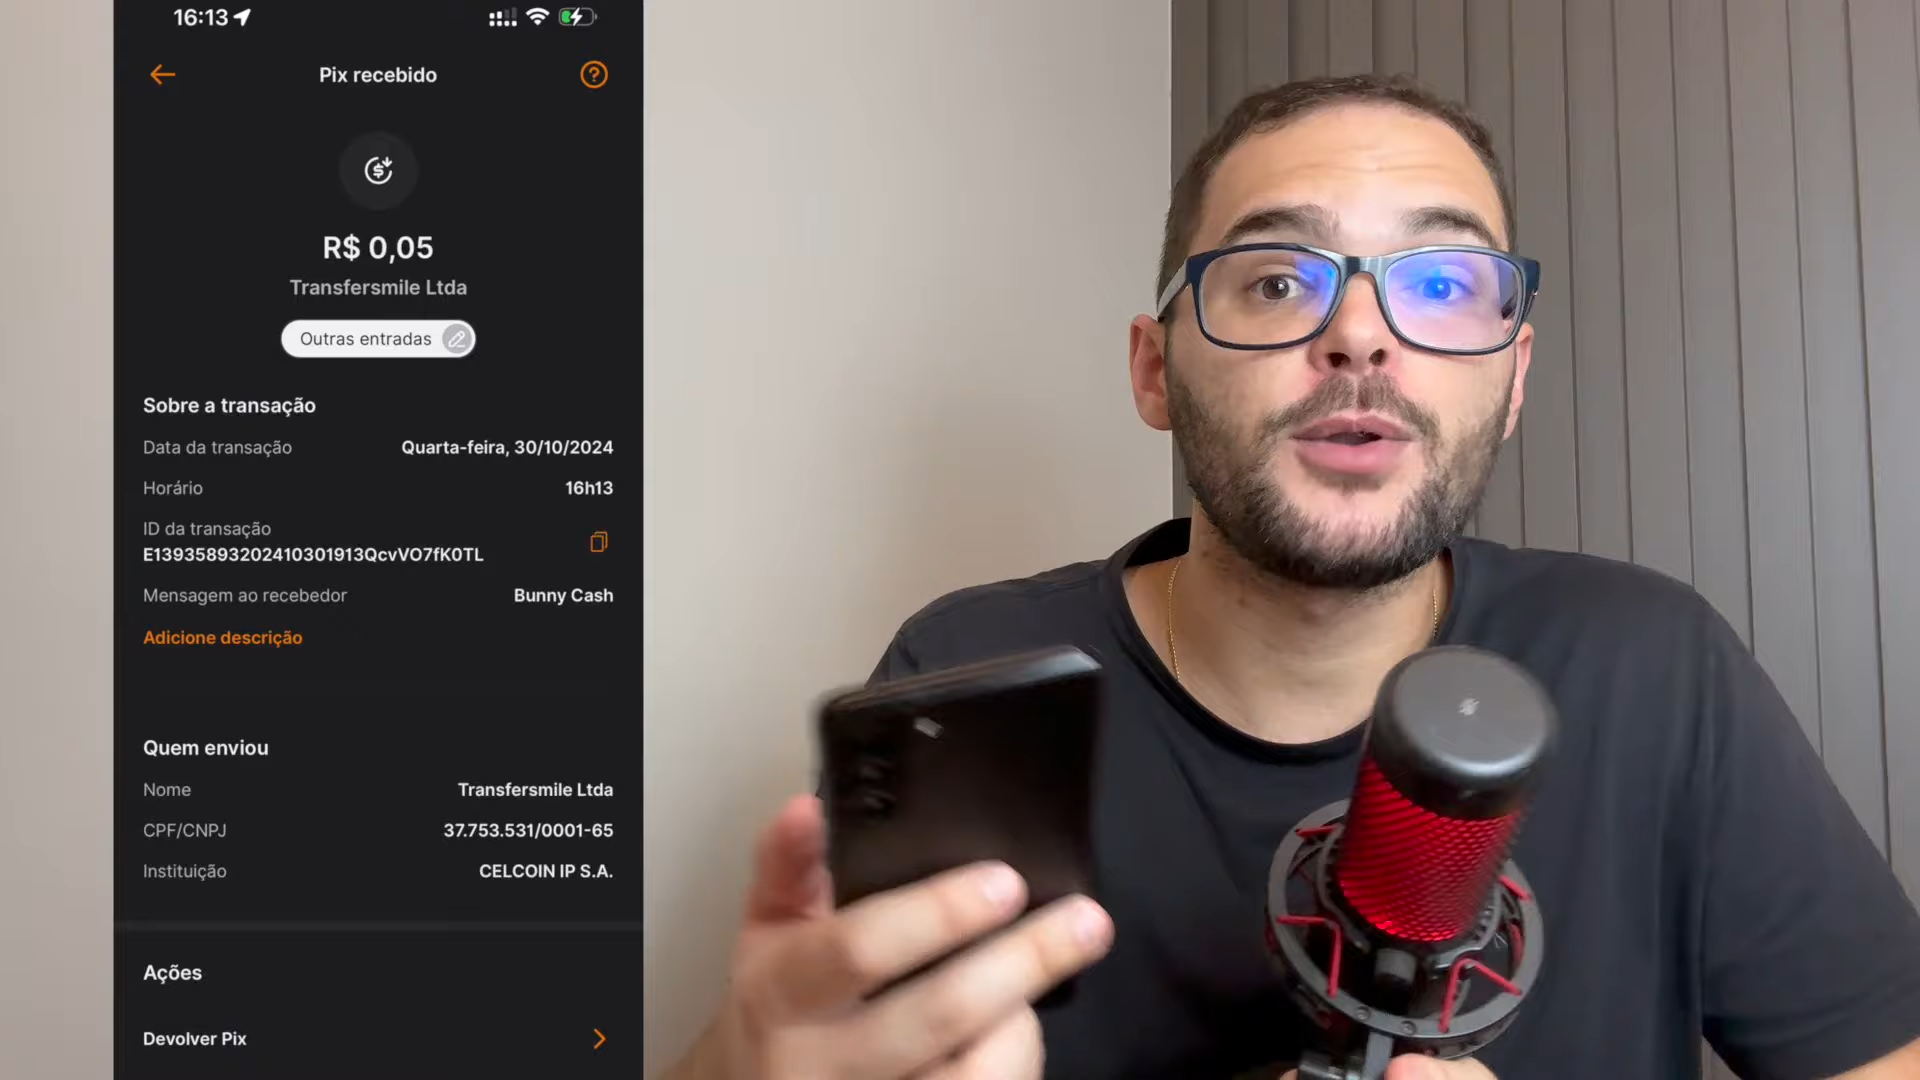 16:13
Pix recebido
R$ 0,05
Transfersmile Ltda
Outras entradas
Sobre a transação
Data da transação Quarta-feira, 30/10/2024
Horário 16h13
ID da transação
E13935893202410301913QcvVO7fK0TL
Mensagem ao recebedor Bunny Cash
Adicione descrição
Quem enviou
Nome Transfersmile Ltda
CPF/CNPJ 37.753.531/0001-65
Instituição CELCOIN IP S.A.
Ações
Devolver Pix